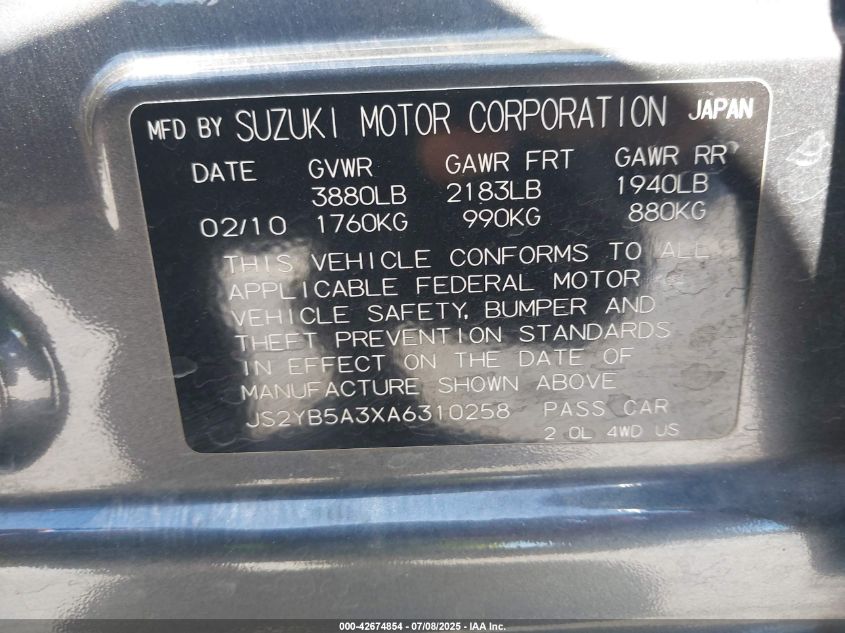 MFD BY SUZUKI MOTOR CORPORATION JAPAN
DATE GVWR GAWR FRT GAWR RR
3880LB 2183LB 1940LB
02/10 1760KG 990KG 880KG
THIS VEHICLE CONFORMS TO ALL
APPLICABLE FEDERAL MOTOR
VEHICLE SAFETY, BUMPER AND
THEFT PREVENTION STANDARDS
IN EFFECT ON THE DATE OF
MANUFACTURE SHOWN ABOVE
JS2YB5A3XA6310258 PASS CAR
2.0L 4WD US
000-42674854 - 07/08/2025 - IAA Inc.